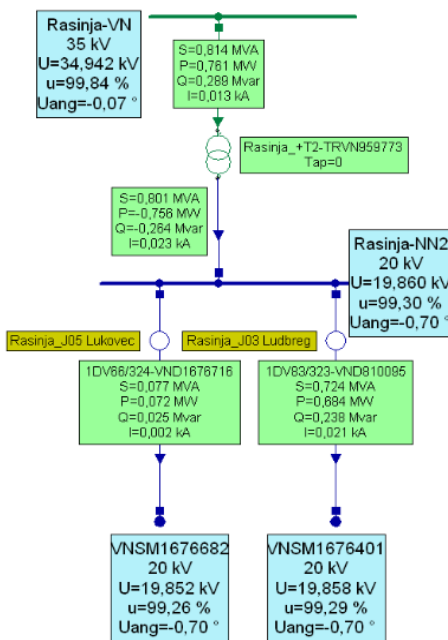 Rasinja-VN
35 kV
U=34,942 kV
u=99,84 %
Uang=-0,07 °
S=0,814 MVA
P=0,761 MW
Q=0,289 Mvar
I=0,013 kA
Rasinja_+T2-TRVN959773
Tap=0
S=0,801 MVA
P=-0,756 MW
Q=-0,264 Mvar
I=0,023 kA
Rasinja-NN2
20 kV
U=19,860 kV
u=99,30 %
Uang=-0,70 °
Rasinja_J05 Lukovec
Rasinja_J03 Ludbreg
1DV66/324-VND1676716
S=0,077 MVA
P=0,072 MW
Q=0,025 Mvar
I=0,002 kA
1DV83/323-VND810095
S=0,724 MVA
P=0,684 MW
Q=0,238 Mvar
I=0,021 kA
VNSM1676682
20 kV
U=19,852 kV
u=99,26 %
Uang=-0,70 °
VNSM1676401
20 kV
U=19,858 kV
u=99,29 %
Uang=-0,70 °